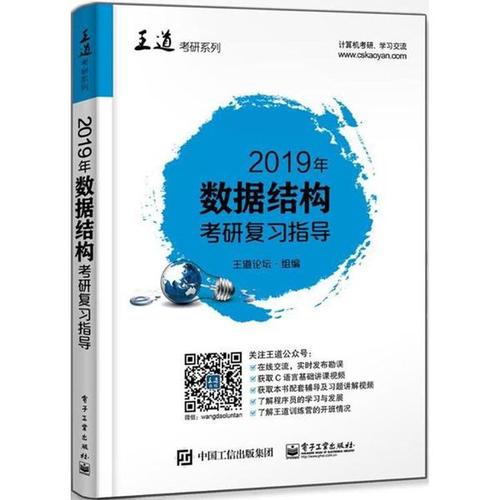 王道考研系列
2019年数据结构考研复习指导
电子工业出版社
王道考研系列
计算机考研、学习交流
www.cskaoyan.com
2019年
数据结构
考研复习指导
王道论坛·组编
关注王道公众号：
在线交流，实时发布勘误
获取C语言基础讲课视频
获取本书配套辅导及习题讲解视频
了解程序员的学习与发展
了解王道训练营的开班情况
王道论坛
微信：wangdaoluntan
中国工信出版集团
电子工业出版社